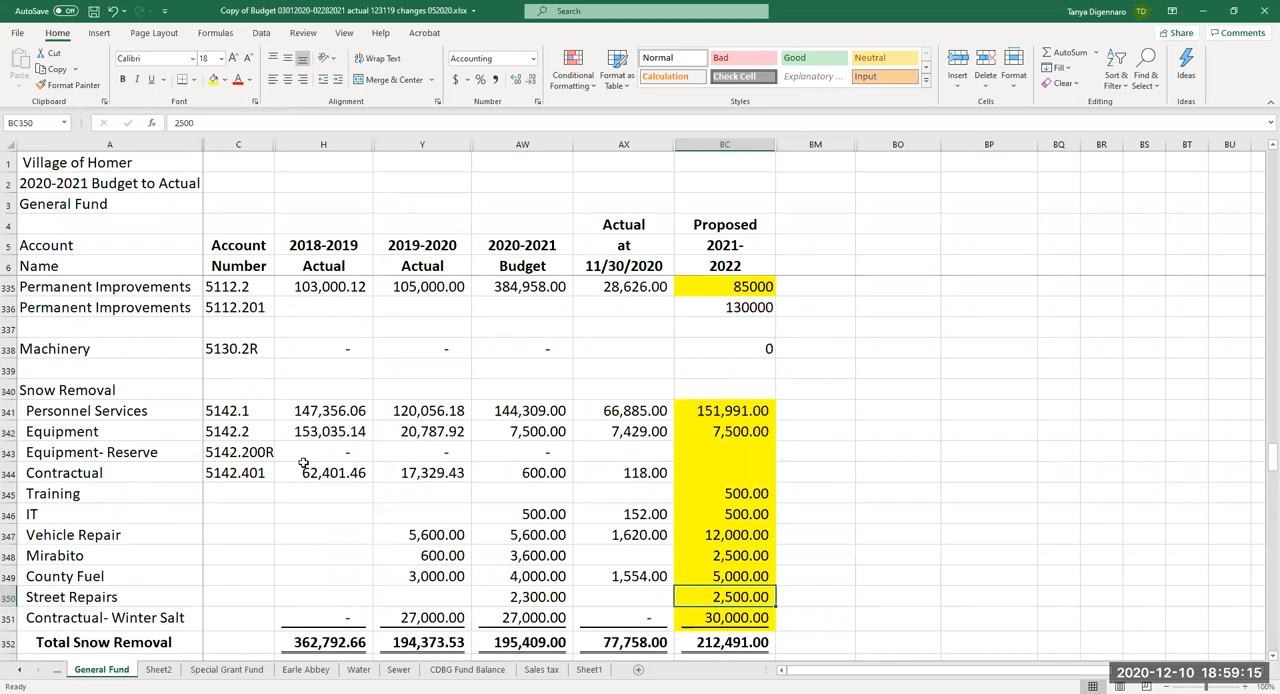 AutoSave Off Copy of Budget 03012020-02282021 actual 123119 changes 052020.xlsx Search Tanya Digennaro TD
File Home Insert Page Layout Formulas Data Review View Help Acrobat Share Comments
Paste Cut Copy Format Painter Clipboard
Calibri 18 B I U Font
Wrap Text Merge & Center Alignment
Accounting $ % Number
Conditional Formatting Format as Table
Normal Bad Good Neutral
Calculation Check Cell Explanatory ... Input
Styles
Insert Delete Format Cells
AutoSum Fill Clear Sort & Filter Find & Select Editing
Ideas Ideas
BC350 fx 2500
A C H Y AW AX BC BM BO BP BQ BR BS BT BU
1 Village of Homer
2 2020-2021 Budget to Actual
3 General Fund
4 Actual Proposed
5 Account Account 2018-2019 2019-2020 2020-2021 at 2021-
6 Name Number Actual Actual Budget 11/30/2020 2022
335 Permanent Improvements 5112.2 103,000.12 105,000.00 384,958.00 28,626.00 85000
336 Permanent Improvements 5112.201 130000
337
338 Machinery 5130.2R - - - 0
339
340 Snow Removal
341 Personnel Services 5142.1 147,356.06 120,056.18 144,309.00 66,885.00 151,991.00
342 Equipment 5142.2 153,035.14 20,787.92 7,500.00 7,429.00 7,500.00
343 Equipment- Reserve 5142.200R - - -
344 Contractual 5142.401 62,401.46 17,329.43 600.00 118.00
345 Training 500.00
346 IT 500.00 152.00 500.00
347 Vehicle Repair 5,600.00 5,600.00 1,620.00 12,000.00
348 Mirabito 600.00 3,600.00 2,500.00
349 County Fuel 3,000.00 4,000.00 1,554.00 5,000.00
350 Street Repairs 2,300.00 2,500.00
351 Contractual- Winter Salt - 27,000.00 27,000.00 - 30,000.00
352 Total Snow Removal 362,792.66 194,373.53 195,409.00 77,758.00 212,491.00
... General Fund Sheet2 Special Grant Fund Earle Abbey Water Sewer CDBG Fund Balance Sales tax Sheet1
2020-12-10 18:59:15
Ready 100%